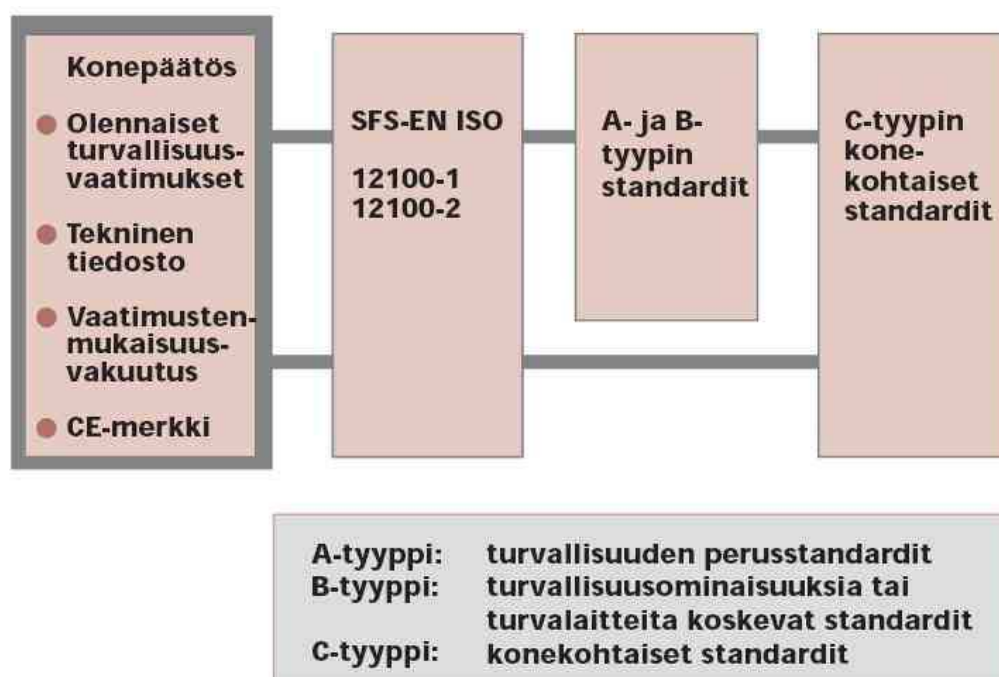 Konepäätös
Olennaiset
turvallisuus-
vaatimukset
Tekninen
tiedosto
Vaatimusten-
mukaisuus-
vakuutus
CE-merkki
SFS-EN ISO
12100-1
12100-2
A- ja B-
tyypin
standardit
C-tyypin
kone-
kohtaiset
standardit
A-tyyppi: turvallisuuden perusstandardit
B-tyyppi: turvallisuusominaisuuksia tai
turvalaitteita koskevat standardit
C-tyyppi: konekohtaiset standardit